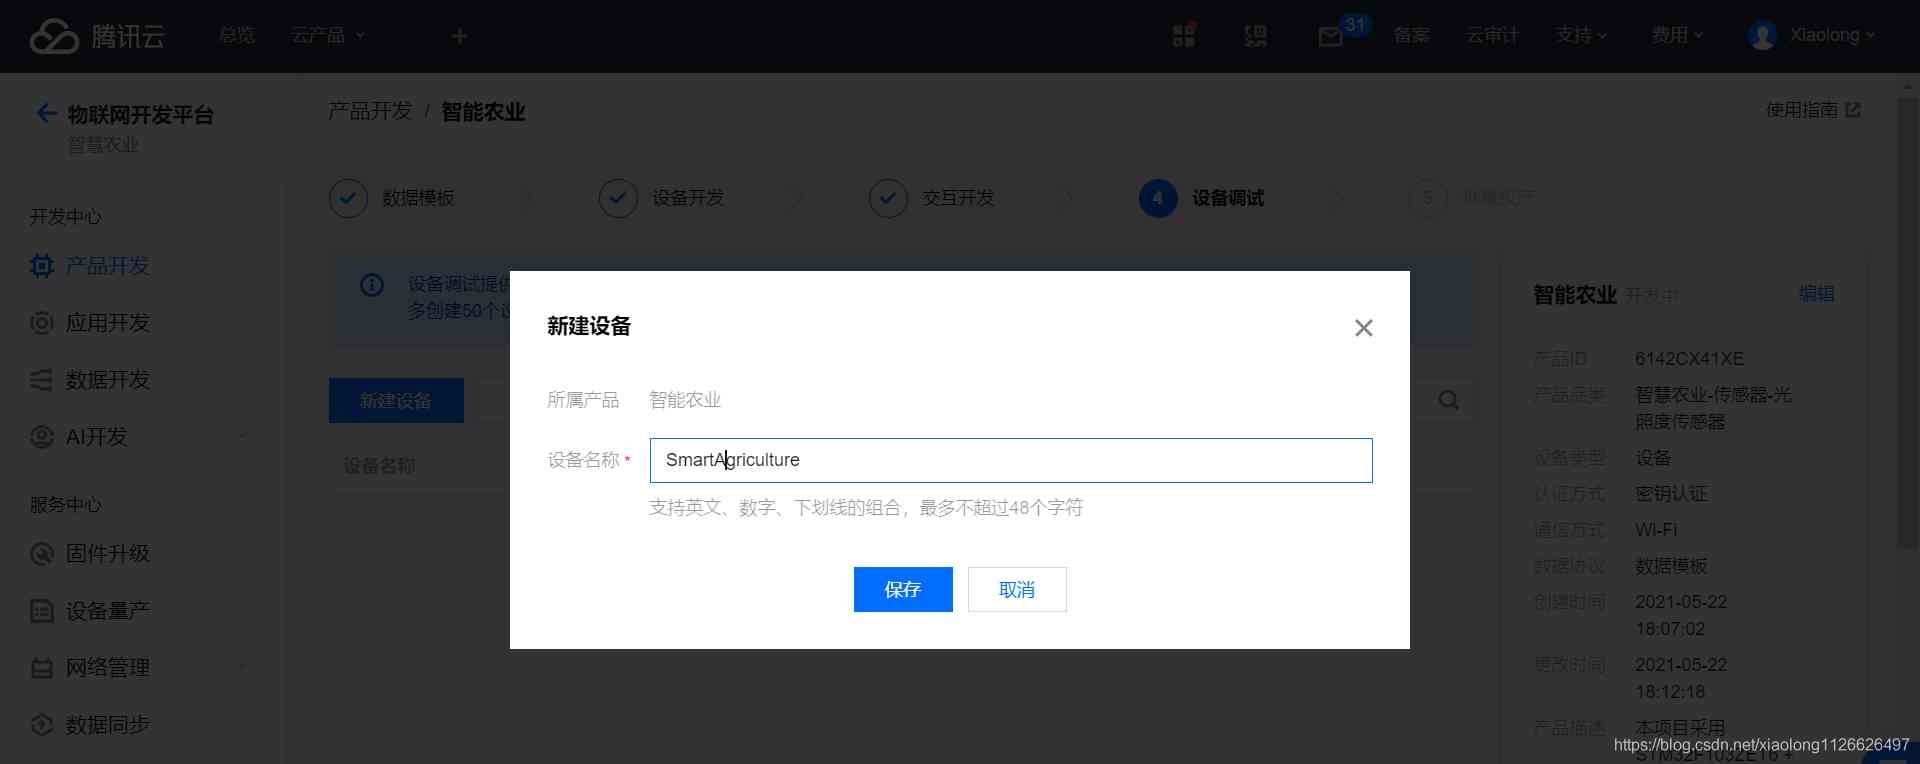 腾讯云
总览
云产品
31
备案
云审计
支持
费用
Xiaolong
物联网开发平台
智慧农业
产品开发 / 智能农业
使用指南
数据模板
设备开发
交互开发
4 设备调试
5 批量投产
开发中心
产品开发
应用开发
数据开发
AI开发
服务中心
固件升级
设备量产
网络管理
数据同步
设备调试提供
多创建50个
新建设备
设备名称
新建设备
所属产品 智能农业
设备名称 * SmartAgriculture
支持英文、数字、下划线的组合，最多不超过48个字符
保存
取消
智能农业 开发中 编辑
产品ID 6142CX41XE
产品品类 智慧农业-传感器-光
照度传感器
设备类型 设备
认证方式 密钥认证
通信方式 Wi-Fi
数据协议 数据模板
创建时间 2021-05-22
18:07:02
更改时间 2021-05-22
18:12:18
产品描述 本项目采用
https://blog.csdn.net/xiaolong1126626497